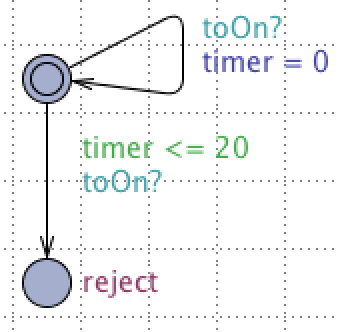 toOn?
timer = 0
timer <= 20
toOn?
reject